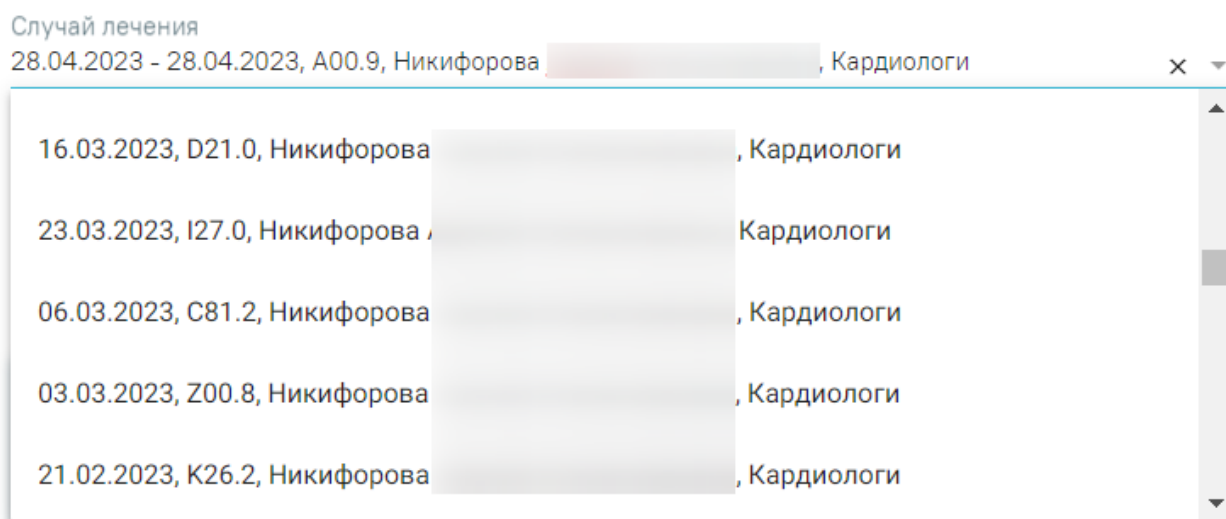 Случай лечения
28.04.2023 - 28.04.2023, A00.9, Никифорова , Кардиологи
16.03.2023, D21.0, Никифорова , Кардиологи
23.03.2023, I27.0, Никифорова Кардиологи
06.03.2023, C81.2, Никифорова , Кардиологи
03.03.2023, Z00.8, Никифорова , Кардиологи
21.02.2023, K26.2, Никифорова , Кардиологи